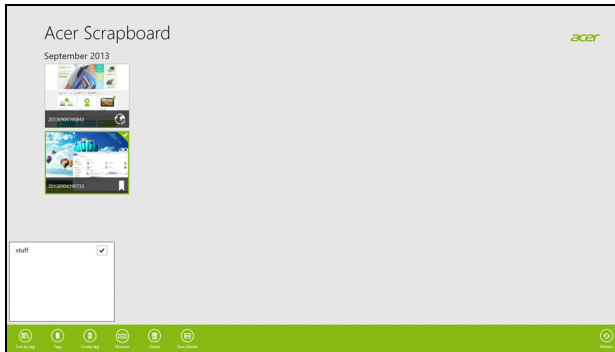 Acer Scrapboard
acer
September 2013
20130904190843
20130904190733
stuff
Sort by tag
Tags
Create tag
Rename
Delete
View Details
Refresh